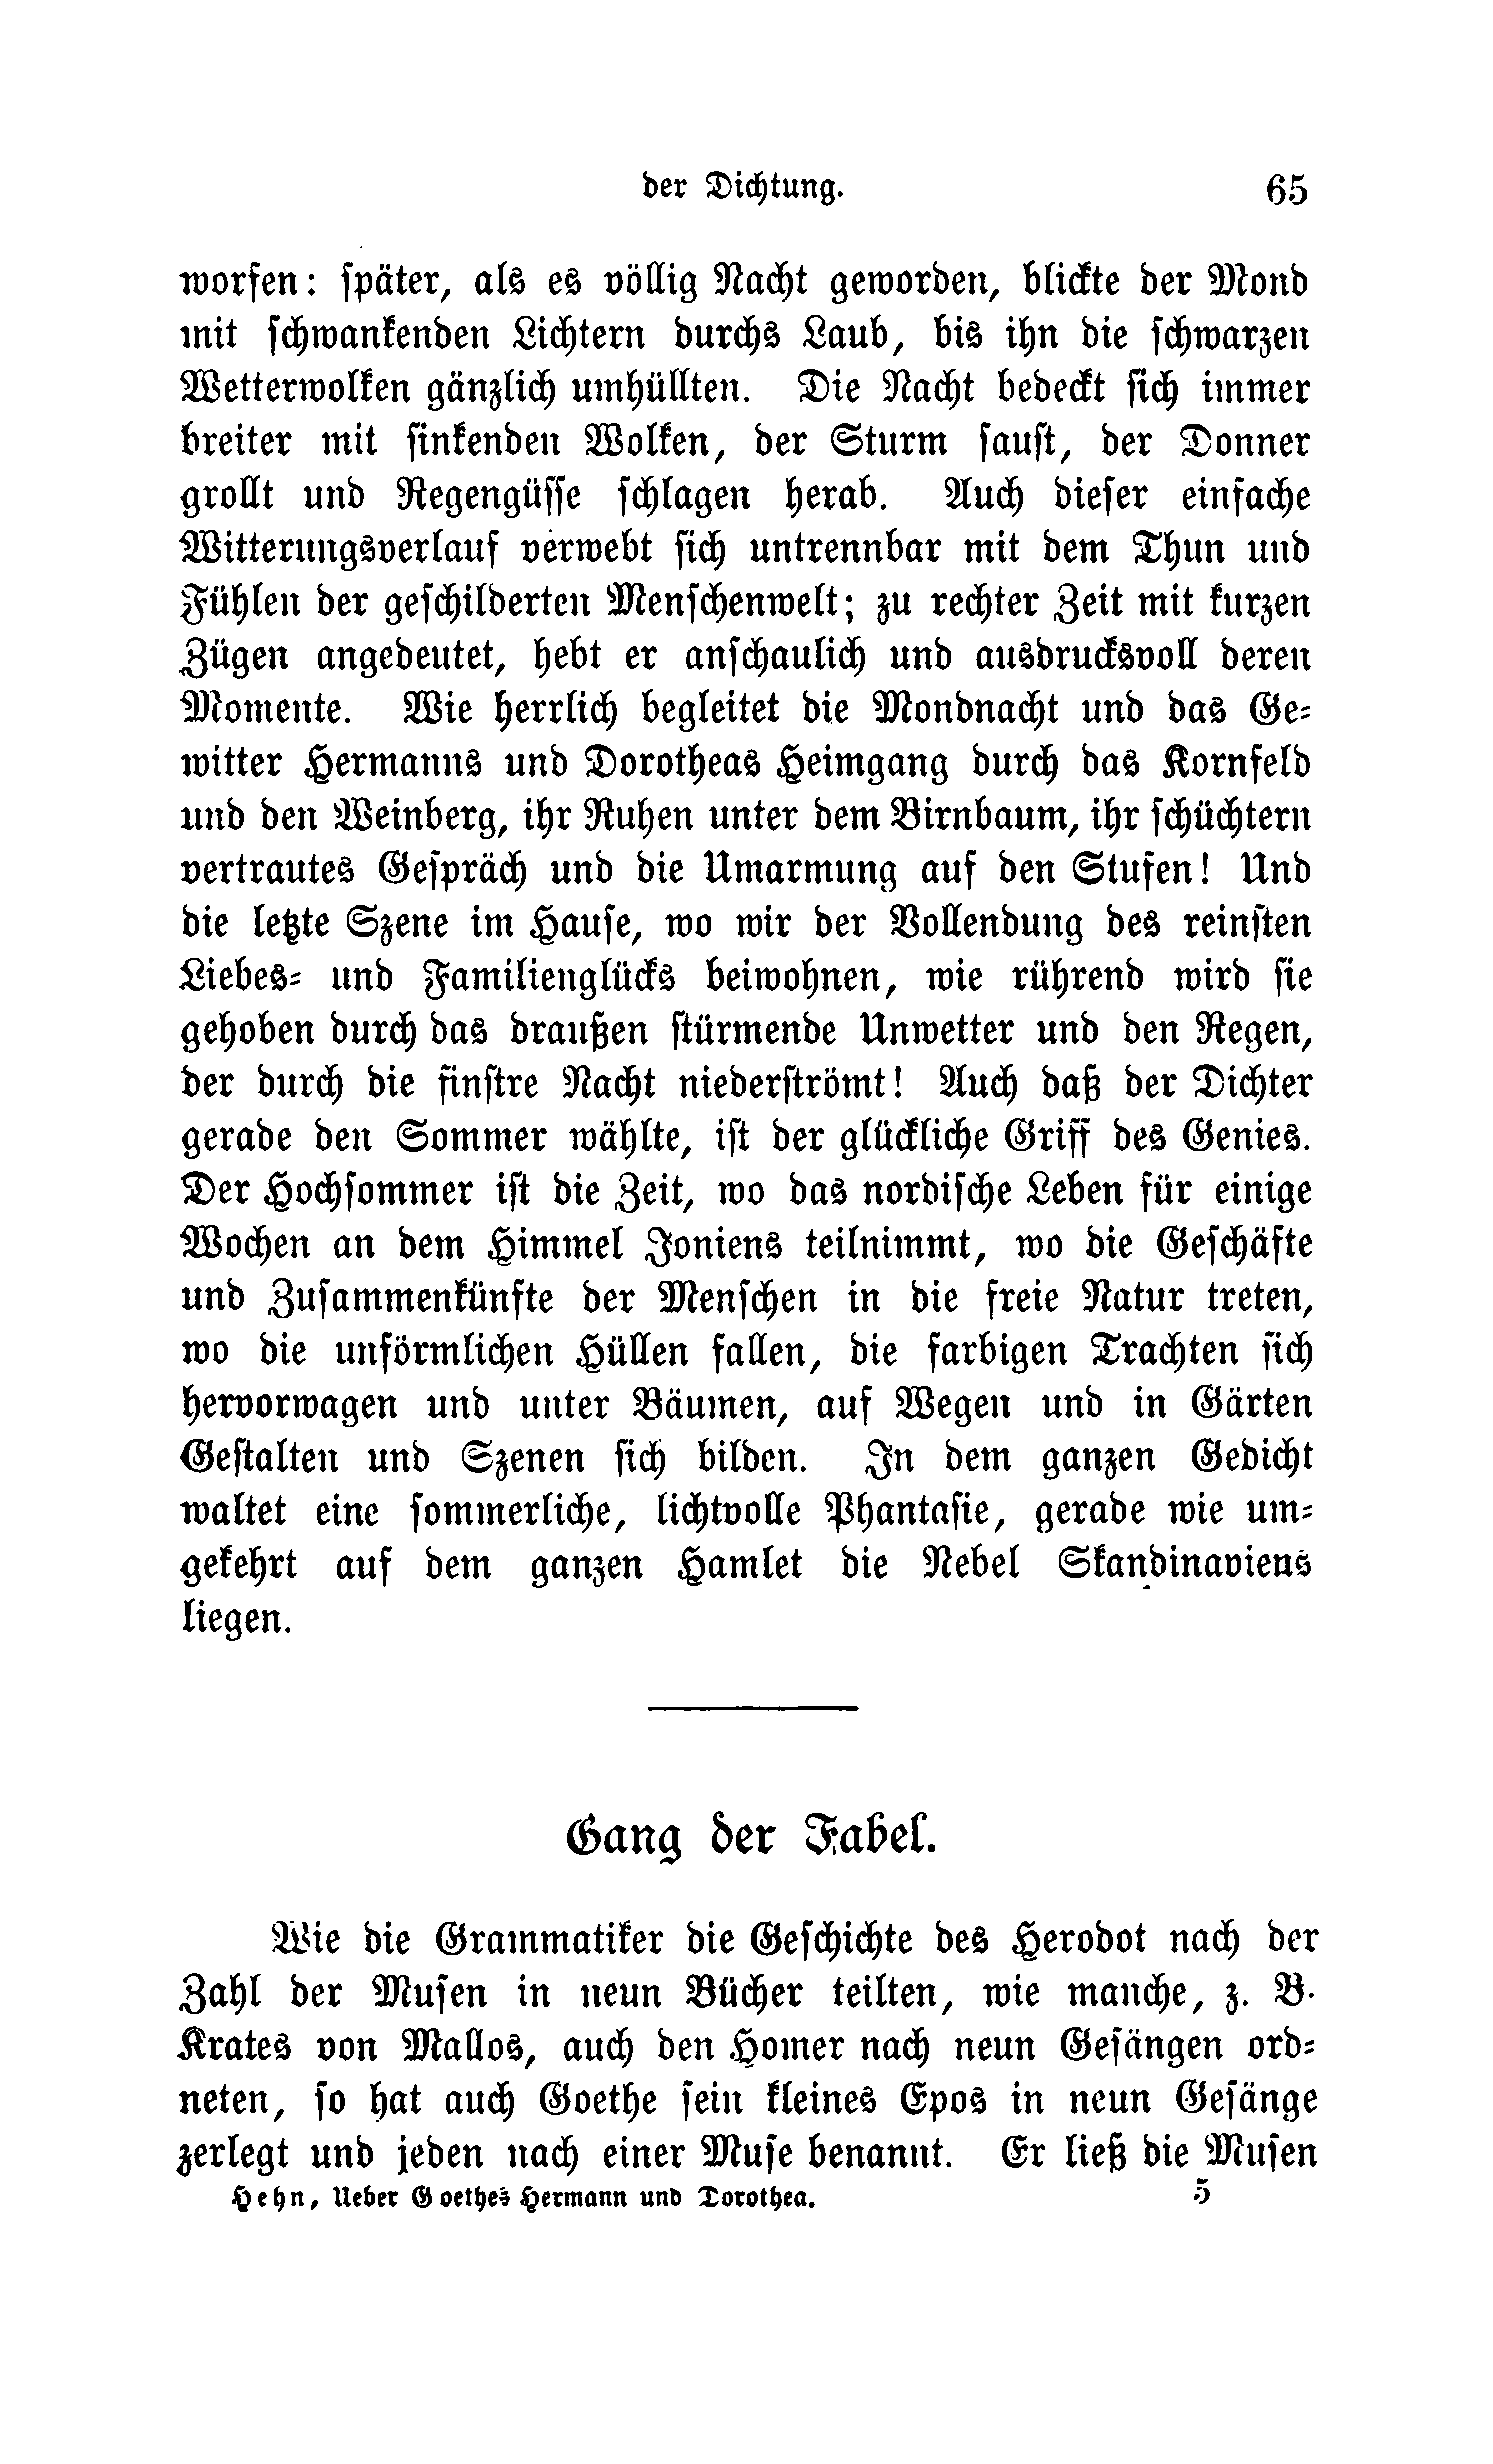 der Dichtung. 65
worfen: ſpäter, als es völlig Nacht geworden, blickte der Mond
mit ſchwankenden Lichtern durchs Laub, bis ihn die ſchwarzen
Wetterwolken gänzlich umhüllten. Die Nacht bedeckt ſich immer
breiter mit ſinkenden Wolken, der Sturm ſauſt, der Donner
grollt und Regengüſſe ſchlagen herab. Auch dieſer einfache
Witterungsverlauf verwebt ſich untrennbar mit dem Thun und
Fühlen der geſchilderten Menſchenwelt; zu rechter Zeit mit kurzen
Zügen angedeutet, hebt er anſchaulich und ausdrucksvoll deren
Momente. Wie herrlich begleitet die Mondnacht und das Ge-
witter Hermanns und Dorotheas Heimgang durch das Kornfeld
und den Weinberg, ihr Ruhen unter dem Birnbaum, ihr ſchüchtern
vertrautes Geſpräch und die Umarmung auf den Stufen! Und
die letzte Szene im Hauſe, wo wir der Vollendung des reinſten
Liebes- und Familienglücks beiwohnen, wie rührend wird ſie
gehoben durch das draußen ſtürmende Unwetter und den Regen,
der durch die finſtre Nacht niederſtrömt! Auch daß der Dichter
gerade den Sommer wählte, iſt der glückliche Griff des Genies.
Der Hochſommer iſt die Zeit, wo das nordiſche Leben für einige
Wochen an dem Himmel Joniens teilnimmt, wo die Geſchäfte
und Zuſammenkünfte der Menſchen in die freie Natur treten,
wo die unförmlichen Hüllen fallen, die farbigen Trachten ſich
hervorwagen und unter Bäumen, auf Wegen und in Gärten
Geſtalten und Szenen ſich bilden. In dem ganzen Gedicht
waltet eine ſommerliche, lichtvolle Phantaſie, gerade wie um-
gekehrt auf dem ganzen Hamlet die Nebel Skandinaviens
liegen.
Gang der Fabel.
Wie die Grammatiker die Geſchichte des Herodot nach der
Zahl der Muſen in neun Bücher teilten, wie manche, z. B.
Krates von Mallos, auch den Homer nach neun Geſängen ord-
neten, ſo hat auch Goethe ſein kleines Epos in neun Geſänge
zerlegt und jeden nach einer Muſe benannt. Er ließ die Muſen
Hehn, Ueber Goethes Hermann und Dorothea. 5